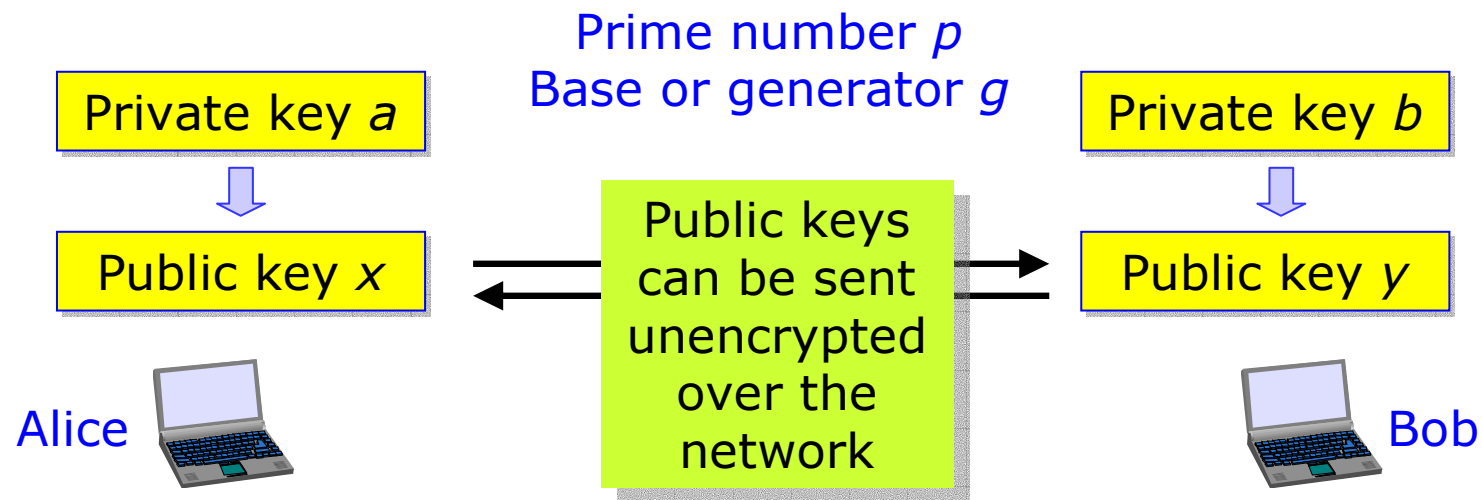 Prime number p
Base or generator g
Private key a
Private key b
Public key x
Public keys
can be sent
unencrypted
over the
network
Public key y
Alice
Bob